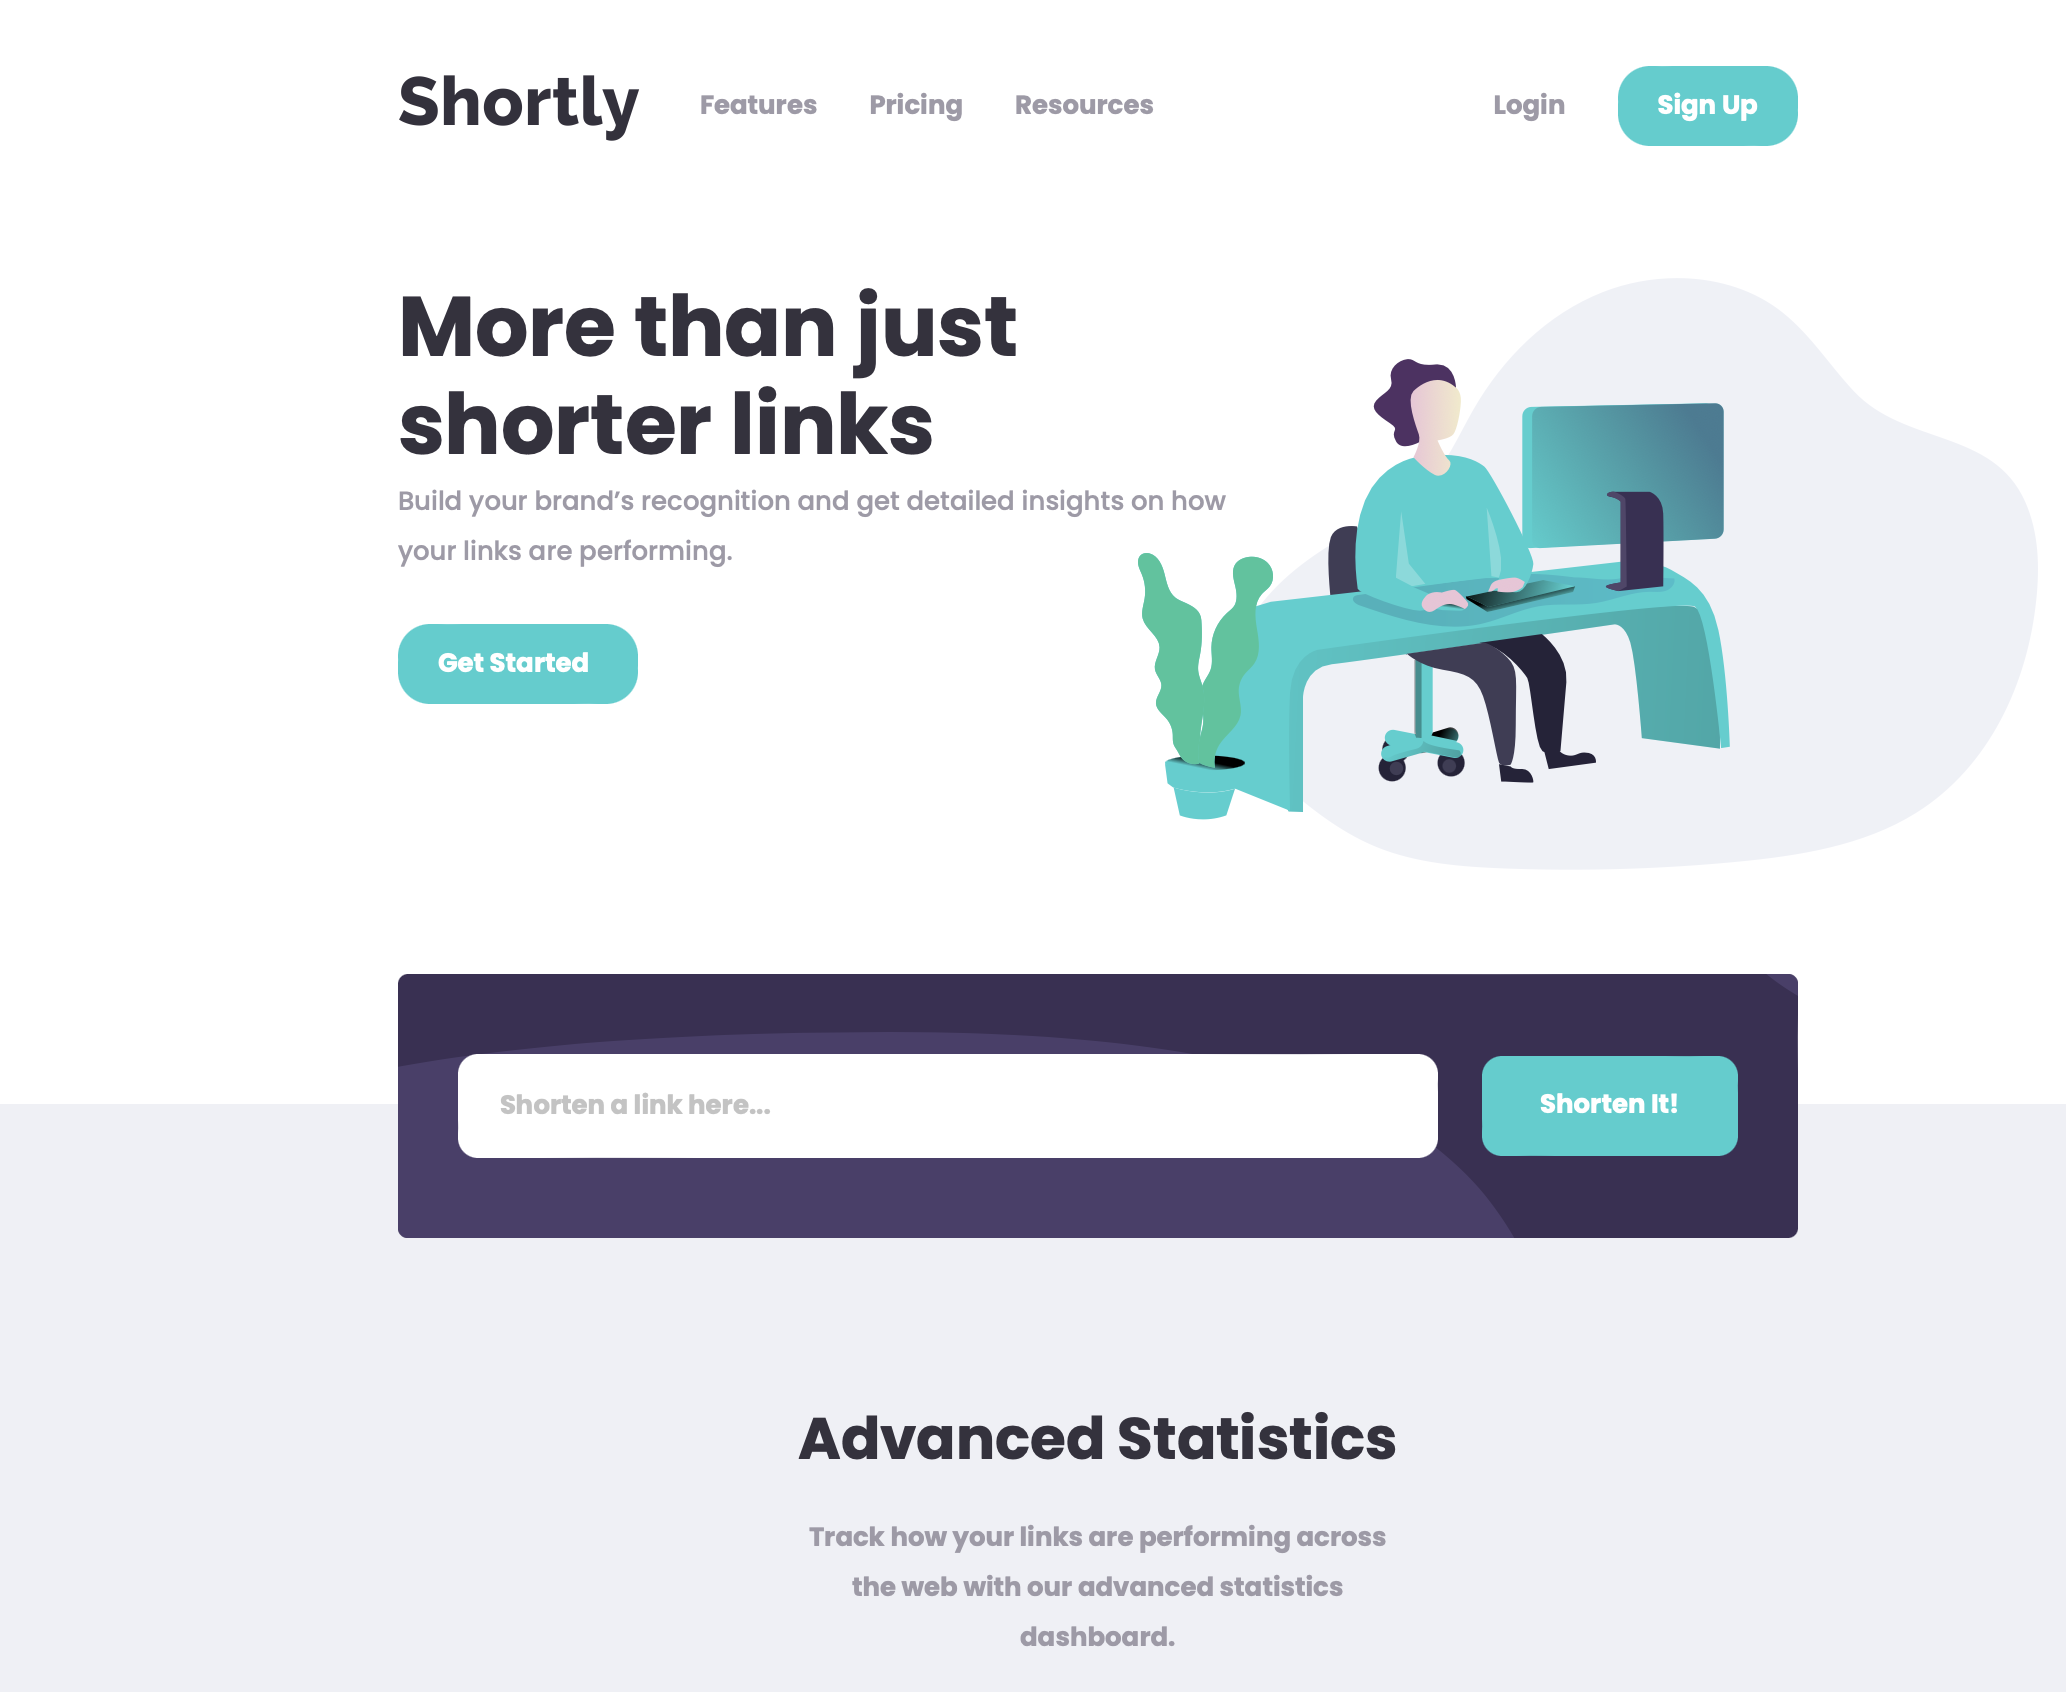 Shortly
Features
Pricing
Resources
Login
Sign Up
More than just
shorter links
Build your brand’s recognition and get detailed insights on how
your links are performing.
Get Started
Shorten a link here...
Shorten It!
Advanced Statistics
Track how your links are performing across
the web with our advanced statistics
dashboard.